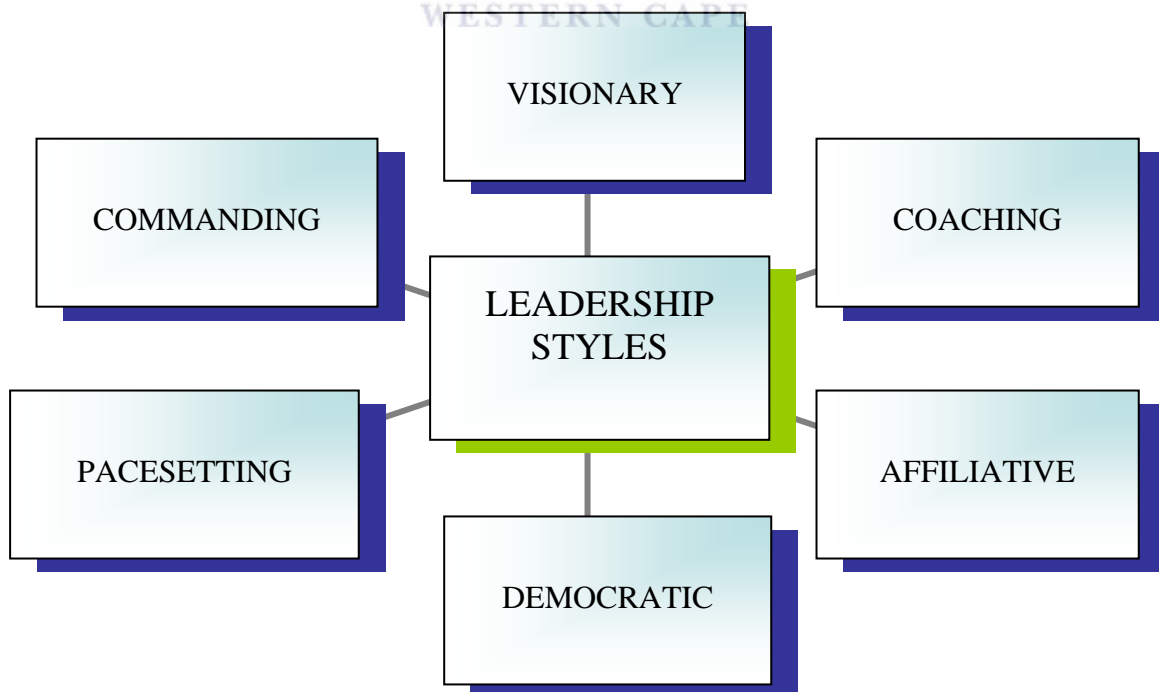 WESTERN CAPE
VISIONARY
COMMANDING
COACHING
LEADERSHIP
STYLES
PACESETTING
AFFILIATIVE
DEMOCRATIC